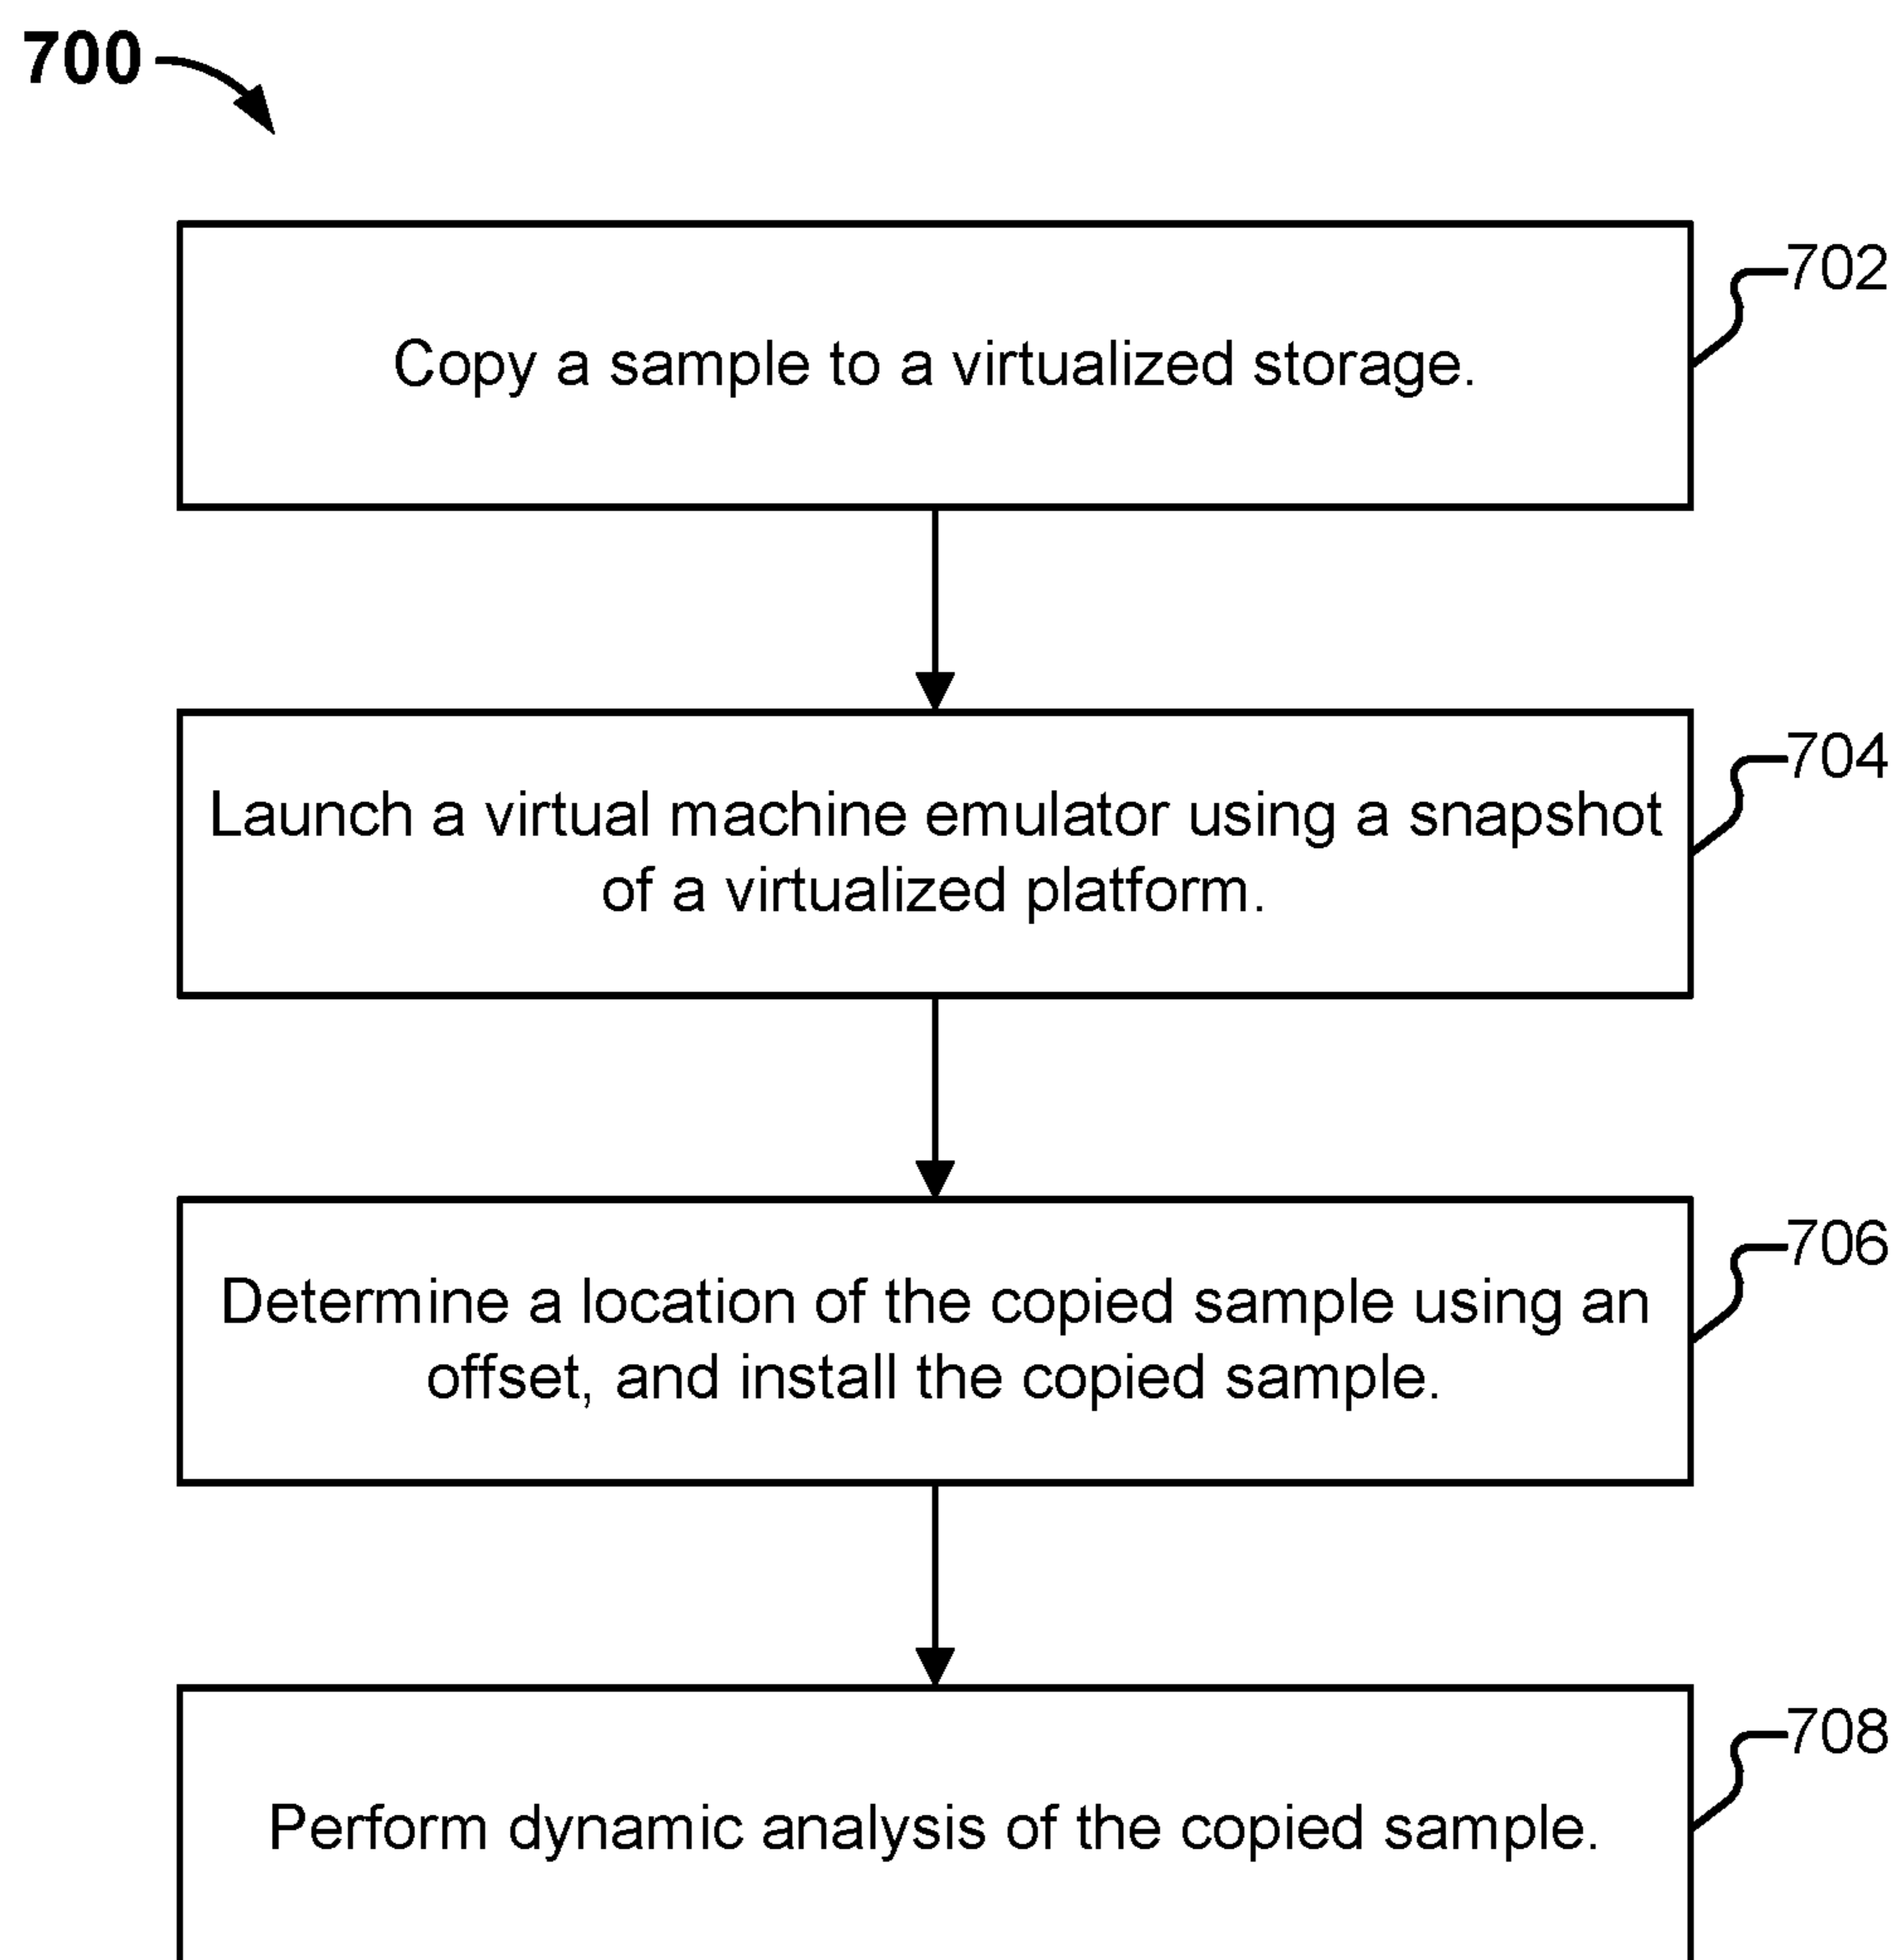 700
702
Copy a sample to a virtualized storage.
704
Launch a virtual machine emulator using a snapshot
of a virtualized platform.
706
Determine a location of the copied sample using an
offset, and install the copied sample.
708
Perform dynamic analysis of the copied sample.